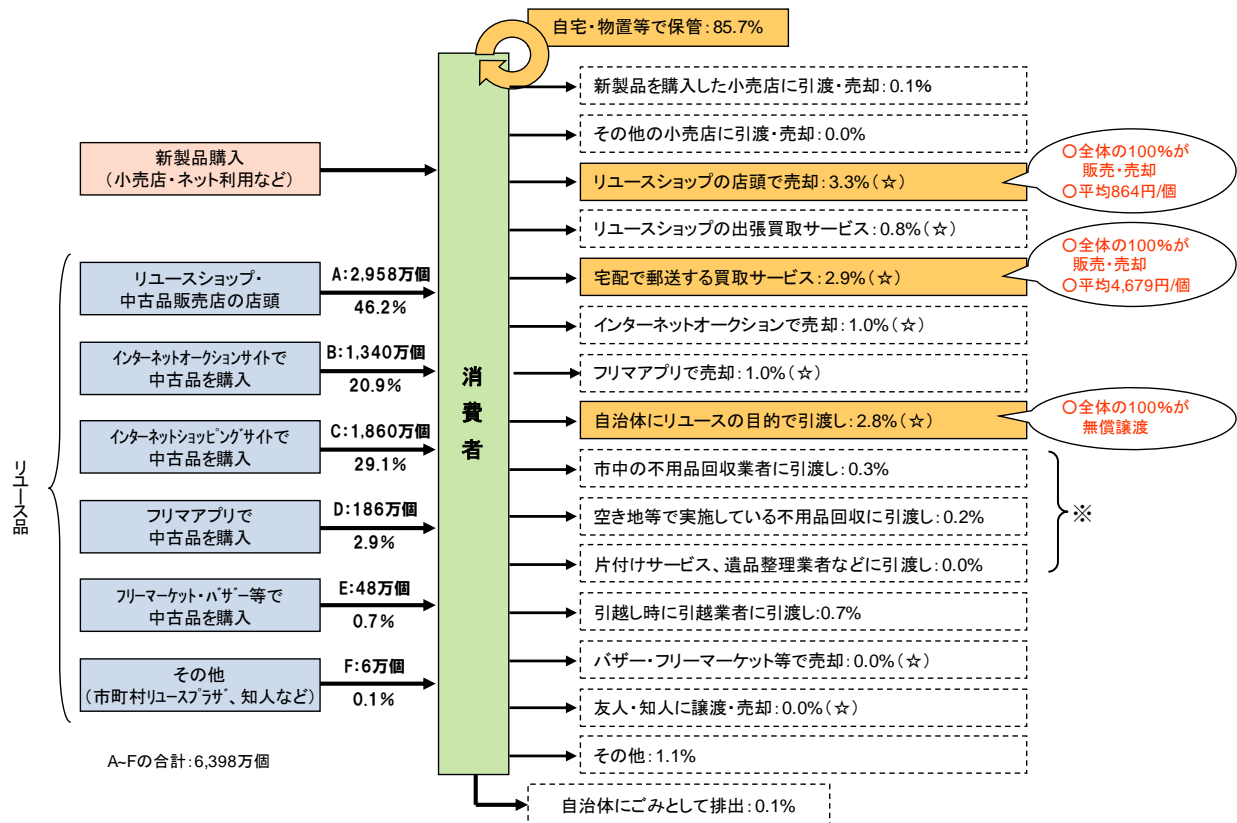 自宅・物置等で保管：85.7%
新製品を購入した小売店に引渡・売却：0.1%
その他の小売店に引渡・売却：0.0%
新製品購入
（小売店・ネット利用など）
リユースショップの店頭で売却：3.3%（☆）
○全体の100%が
販売・売却
○平均864円/個
リユースショップの出張買取サービス：0.8%（☆）
リユースショップ・
中古品販売店の店頭
A：2,958万個
46.2%
宅配で郵送する買取サービス：2.9%（☆）
○全体の100%が
販売・売却
○平均4,679円/個
インターネットオークションで売却：1.0%（☆）
インターネットオークションサイトで
中古品を購入
B：1,340万個
20.9%
消費者
フリマアプリで売却：1.0%（☆）
自治体にリユースの目的で引渡し：2.8%（☆）
○全体の100%が
無償譲渡
インターネットショッピングサイトで
中古品を購入
C：1,860万個
29.1%
市中の不用品回収業者に引渡し：0.3%
リユース品
フリマアプリで
中古品を購入
D：186万個
2.9%
空き地等で実施している不用品回収に引渡し：0.2%
※
片付けサービス、遺品整理業者などに引渡し：0.0%
フリーマーケット・バザー等で
中古品を購入
E：48万個
0.7%
引越し時に引越業者に引渡し：0.7%
バザー・フリーマーケット等で売却：0.0%（☆）
その他
（市町村リユースプラザ、知人など）
F：6万個
0.1%
友人・知人に譲渡・売却：0.0%（☆）
その他：1.1%
A~Fの合計：6,398万個
自治体にごみとして排出：0.1%